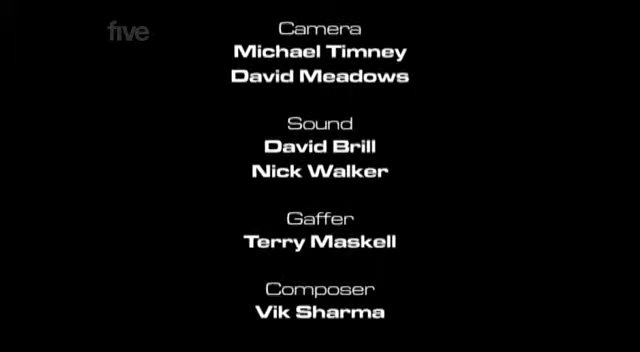 five
Camera
Michael Timney
David Meadows
Sound
David Brill
Nick Walker
Gaffer
Terry Maskell
Composer
Vik Sharma